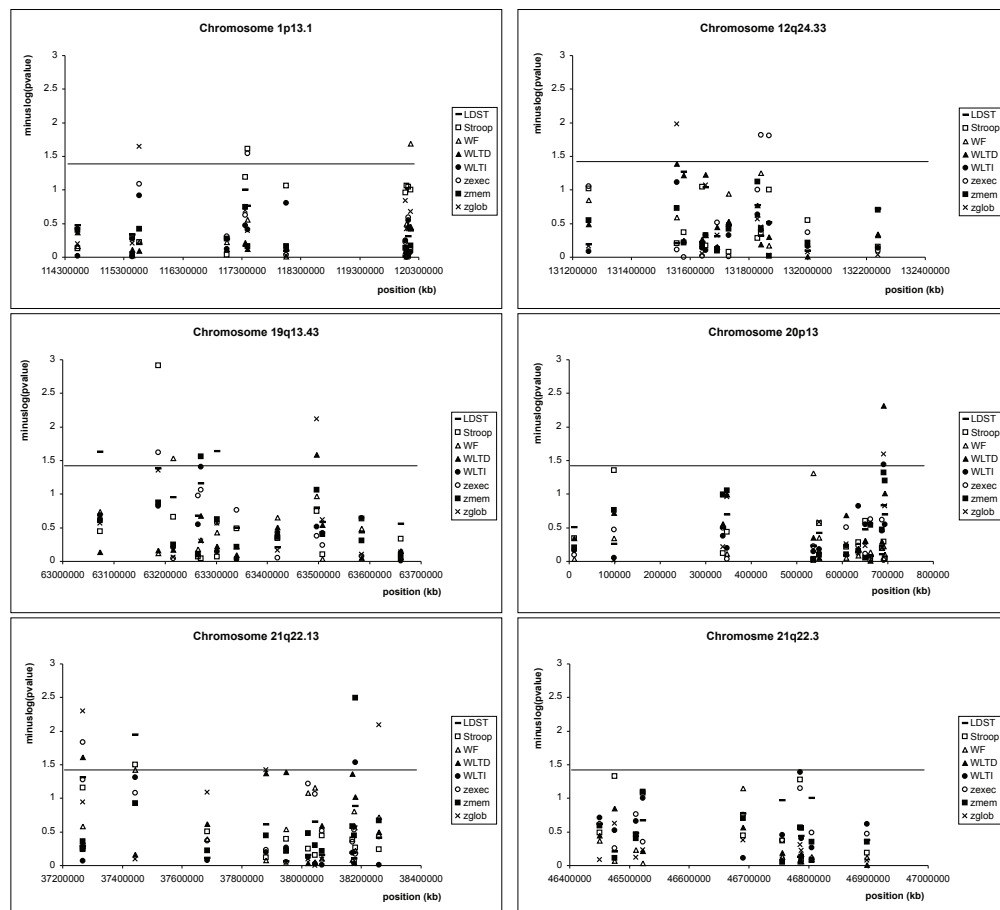 Chromosome 1p13.1
minuslog(pvalue)
3
2.5
2
1.5
1
0.5
0
114300000 115300000 116300000 117300000 118300000 119300000 120300000
position (kb)
LDST
Stroop
WF
WLTD
WLTI
zexec
zmem
zglob
Chromosome 12q24.33
minuslog(pvalue)
3
2.5
2
1.5
1
0.5
0
131200000 131400000 131600000 131800000 132000000 132200000 132400000
position (kb)
LDST
Stroop
WF
WLTD
WLTI
zexec
zmem
zglob
Chromosome 19q13.43
minuslog(pvalue)
3
2.5
2
1.5
1
0.5
0
63000000 63100000 63200000 63300000 63400000 63500000 63600000 63700000
position (kb)
LDST
Stroop
WF
WLTD
WLTI
zexec
zmem
zglob
Chromosome 20p13
minuslog(pvalue)
3
2.5
2
1.5
1
0.5
0
0 100000 200000 300000 400000 500000 600000 700000 800000
position (kb)
LDST
Stroop
WF
WLTD
WLTI
zexec
zmem
zglob
Chromosome 21q22.13
minuslog(pvalue)
3
2.5
2
1.5
1
0.5
0
37200000 37400000 37600000 37800000 38000000 38200000 38400000
position (kb)
LDST
Stroop
WF
WLTD
WLTI
zexec
zmem
zglob
Chromosme 21q22.3
minuslog(pvalue)
3
2.5
2
1.5
1
0.5
0
46400000 46500000 46600000 46700000 46800000 46900000 47000000
position (kb)
LDST
Stroop
WF
WLTD
WLTI
zexec
zmem
zglob